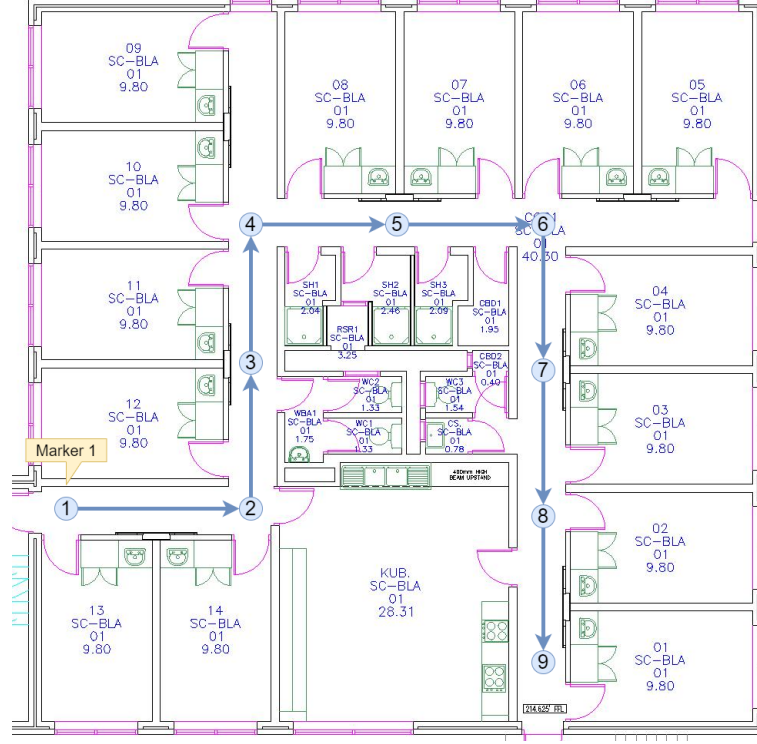 09
SC-BLA
01
9.80
08
SC-BLA
01
9.80
07
SC-BLA
01
9.80
06
SC-BLA
01
9.80
05
SC-BLA
01
9.80
10
SC-BLA
01
9.80
4
5
6
01
40.30
11
SC-BLA
01
9.80
SH1
SC-BLA
01
2.04
SH2
SC-BLA
01
2.46
SH3
SC-BLA
01
2.09
CBD1
SC-BLA
01
1.95
04
SC-BLA
01
9.80
RSR1
SC-BLA
01
3.25
3
CBD2
SC-BLA
01
0.40
7
12
SC-BLA
01
9.80
WC2
SC-BLA
01
1.33
WC3
SC-BLA
01
1.54
WBA1
SC-BLA
01
1.75
WC1
SC-BLA
01
1.33
CS.
SC-BLA
01
0.78
03
SC-BLA
01
9.80
Marker 1
400mm HIGH
BEAM UPSTAND
1
2
8
02
SC-BLA
01
9.80
KUB.
SC-BLA
01
28.31
13
SC-BLA
01
9.80
14
SC-BLA
01
9.80
01
SC-BLA
01
9.80
9
214.625' FFL